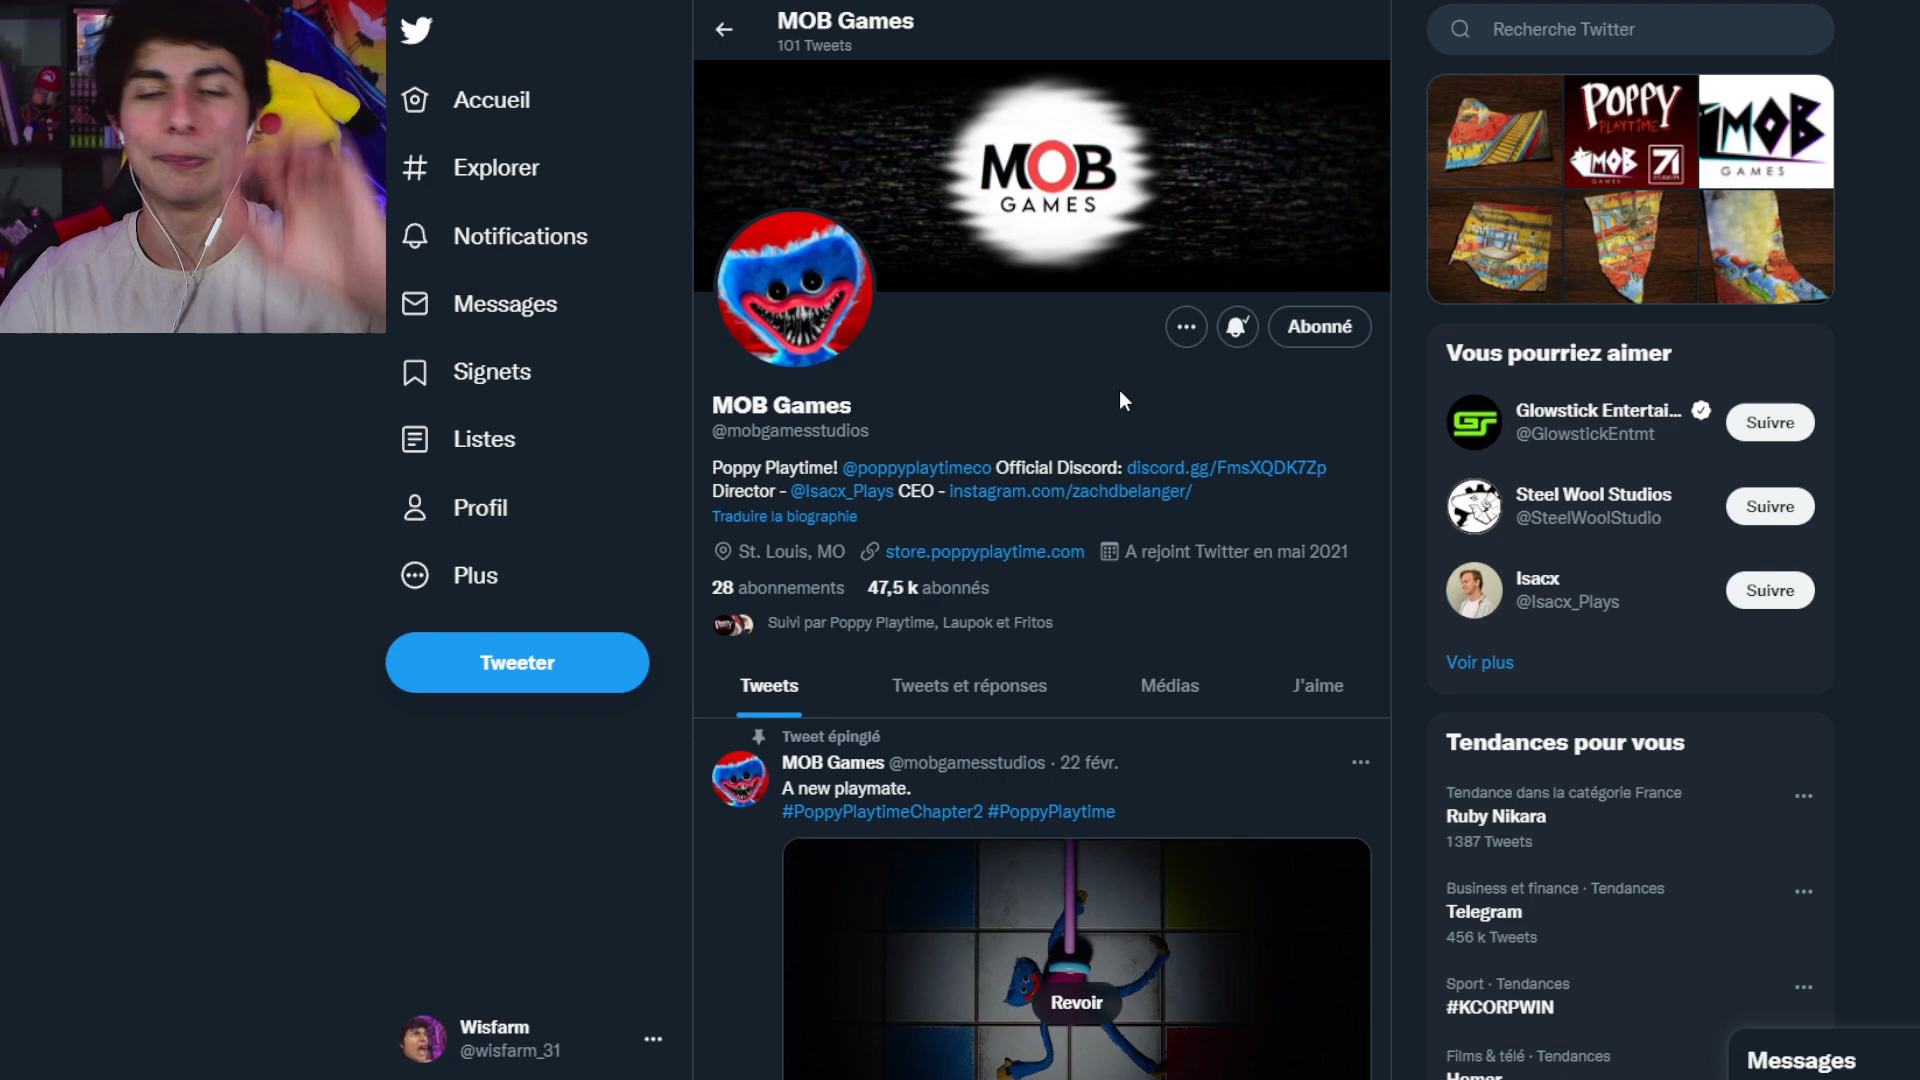 MOB Games
101 Tweets
Recherche Twitter
Accueil
Explorer
Notifications
Messages
Signets
Listes
Profil
Plus
Tweeter
Wisfarm
@wisfarm_31
MOB
GAMES
Abonné
MOB Games
@mobgamesstudios
Poppy Playtime! @poppyplaytimeco Official Discord: discord.gg/FmsXQDK7Zp
Director - @Isacx_Plays CEO - instagram.com/zachdbelanger/
Traduire la biographie
St. Louis, MO store.poppyplaytime.com A rejoint Twitter en mai 2021
28 abonnements 47,5 k abonnés
Suivi par Poppy Playtime, Laupok et Fritos
Tweets Tweets et réponses Médias J'aime
Tweet épinglé
MOB Games @mobgamesstudios · 22 févr.
A new playmate.
#PoppyPlaytimeChapter2 #PoppyPlaytime
Revoir
POPPY
PLAYTIME
MOB
GAMES
MOB
GAMES
Vous pourriez aimer
Glowstick Entertai...
@GlowstickEntmt
Suivre
Steel Wool Studios
@SteelWoolStudio
Suivre
Isacx
@Isacx_Plays
Suivre
Voir plus
Tendances pour vous
Tendance dans la catégorie France
Ruby Nikara
1387 Tweets
Business et finance · Tendances
Telegram
456 k Tweets
Sport · Tendances
#KCORPWIN
Films & télé · Tendances
Messages